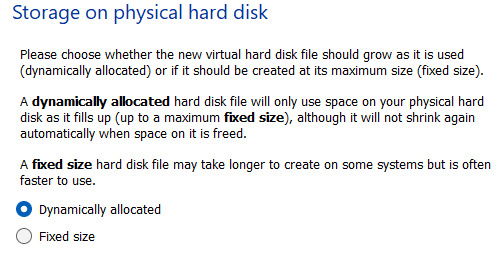 Storage on physical hard disk
Please choose whether the new virtual hard disk file should grow as it is used
(dynamically allocated) or if it should be created at its maximum size (fixed size).
A dynamically allocated hard disk file will only use space on your physical hard
disk as it fills up (up to a maximum fixed size), although it will not shrink again
automatically when space on it is freed.
A fixed size hard disk file may take longer to create on some systems but is often
faster to use.
Dynamically allocated
Fixed size